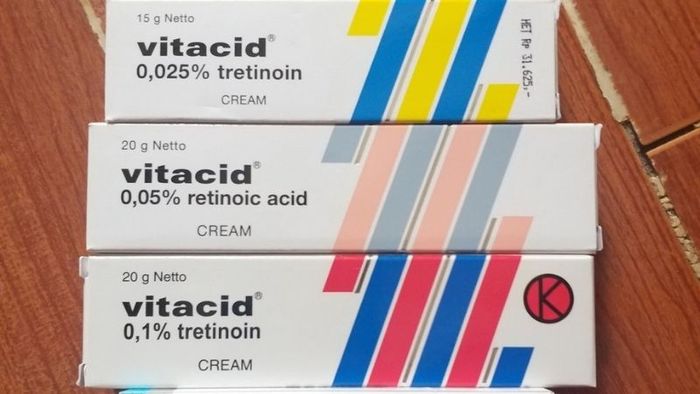 15 g Netto
vitacid®
0,025% tretinoin
CREAM
HET Rp 31.625,-
20 g Netto
vitacid®
0,05% retinoic acid
CREAM
20 g Netto
vitacid®
0,1% tretinoin
CREAM
K